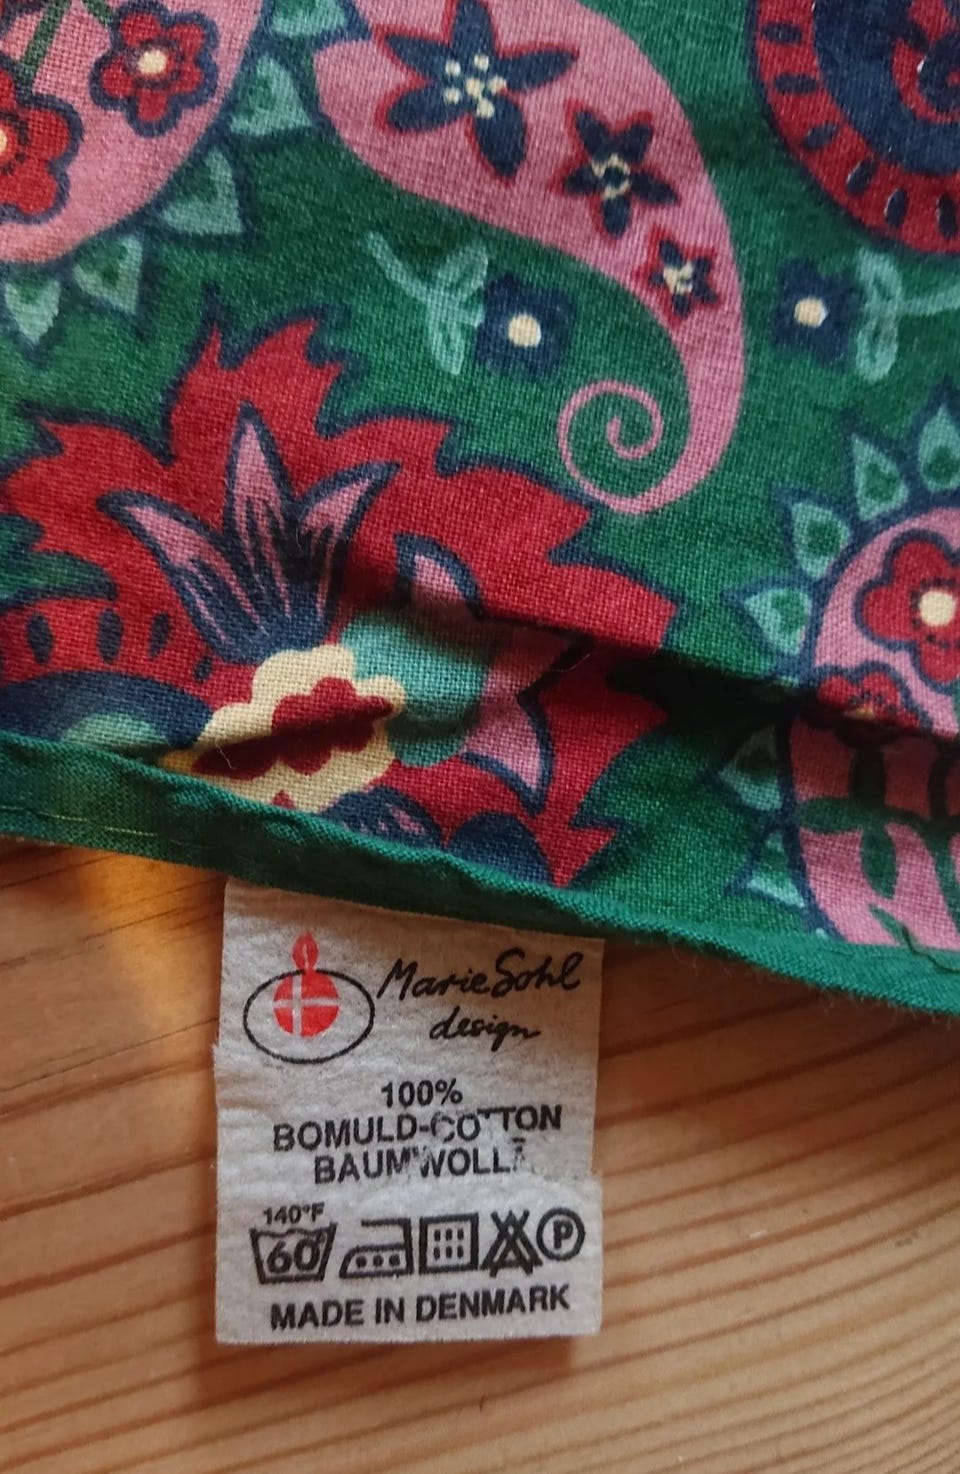 Marie Sohl
design
100%
BOMULD-COTTON
BAUMWOLLE
140°F
60
P
MADE IN DENMARK